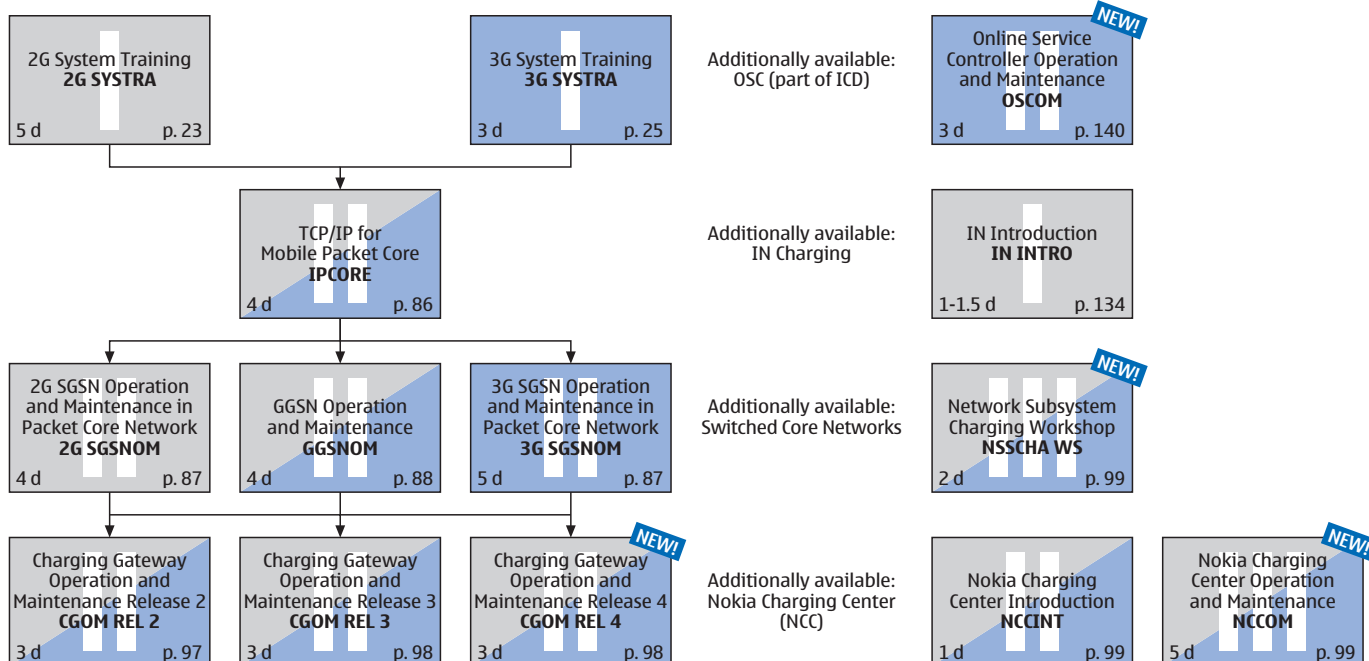 2G System Training
2G SYSTRA
5 d
p. 23
3G System Training
3G SYSTRA
3 d
p. 25
Additionally available:
OSC (part of ICD)
NEW!
Online Service
Controller Operation
and Maintenance
OSCOM
3 d
p. 140
TCP/IP for
Mobile Packet Core
IPCORE
4 d
p. 86
Additionally available:
IN Charging
IN Introduction
IN INTRO
1-1.5 d
p. 134
2G SGSN Operation
and Maintenance in
Packet Core Network
2G SGSNOM
4 d
p. 87
GGSN Operation
and Maintenance
GGSNOM
4 d
p. 88
3G SGSN Operation
and Maintenance in
Packet Core Network
3G SGSNOM
5 d
p. 87
Additionally available:
Switched Core Networks
NEW!
Network Subsystem
Charging Workshop
NSSCHA WS
2 d
p. 99
Charging Gateway
Operation and
Maintenance Release 2
CGOM REL 2
3 d
p. 97
Charging Gateway
Operation and
Maintenance Release 3
CGOM REL 3
3 d
p. 98
NEW!
Charging Gateway
Operation and
Maintenance Release 4
CGOM REL 4
3 d
p. 98
Additionally available:
Nokia Charging Center
(NCC)
Nokia Charging
Center Introduction
NCCINT
1 d
p. 99
NEW!
Nokia Charging
Center Operation
and Maintenance
NCCOM
5 d
p. 99